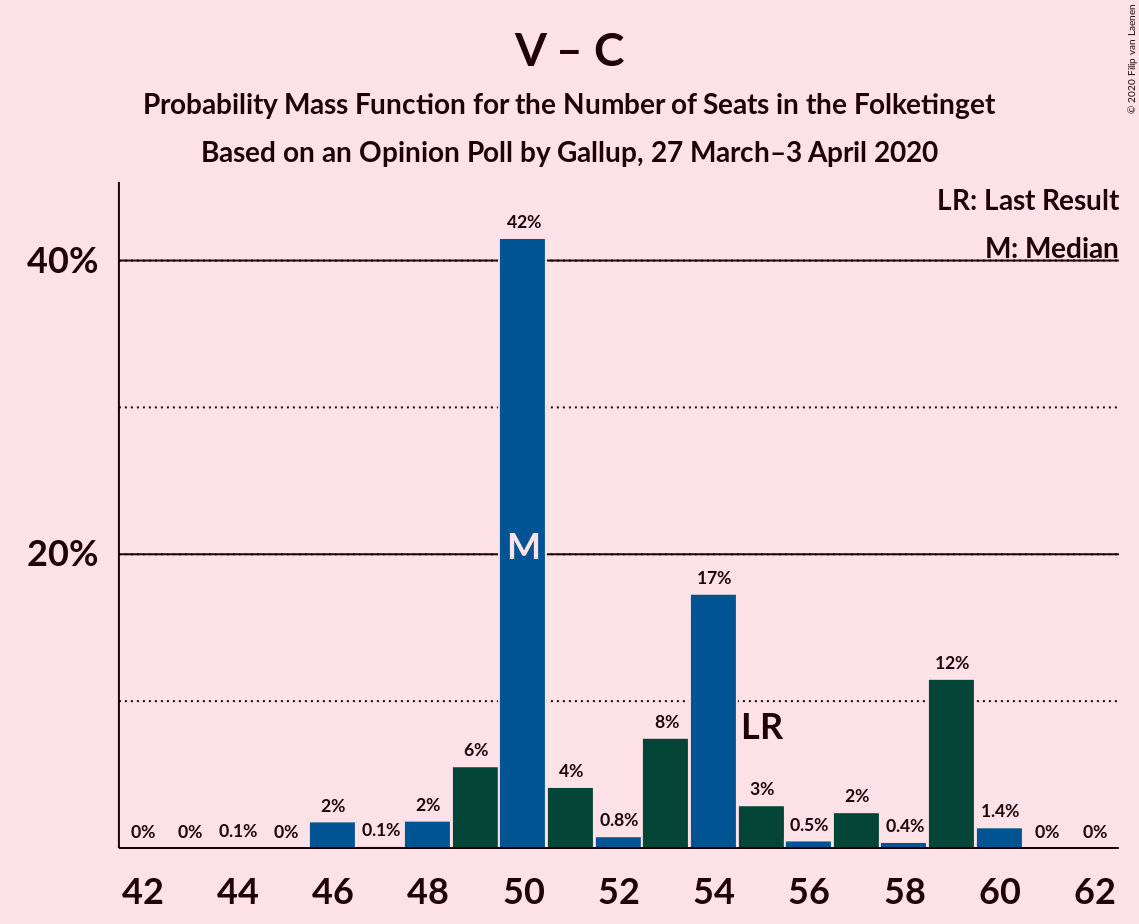 V – C
Probability Mass Function for the Number of Seats in the Folketinget
Based on an Opinion Poll by Gallup, 27 March–3 April 2020
© 2020 Filip van Laenen
LR: Last Result
M: Median
40%
20%
0%
0%
0.1%
0%
2%
0.1%
2%
6%
42%
4%
0.8%
8%
17%
3%
0.5%
2%
0.4%
12%
1.4%
0%
0%
M
LR
42 44 46 48 50 52 54 56 58 60 62